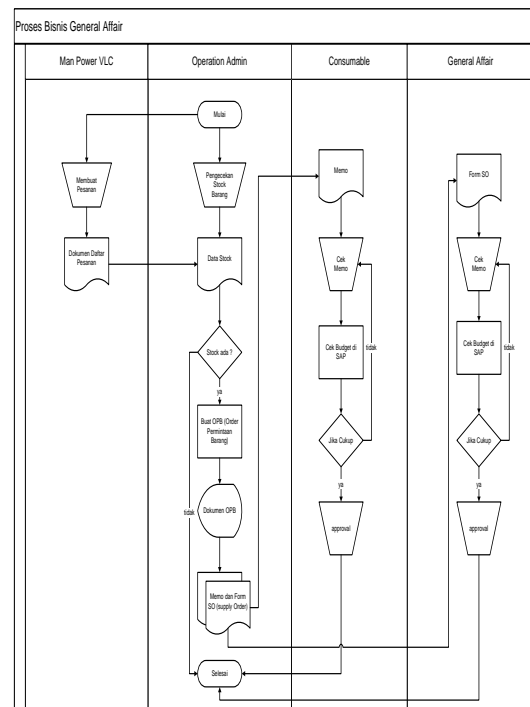 Proses Bisnis General Affair
Man Power VLC
Operation Admin
Consumable
General Affair
Mulai
Membuat
Pesanan
Pengecekan
Stock
Barang
Memo
Form SO
Dokumen Daftar
Pesanan
Data Stock
Cek
Memo
Cek
Memo
Stock ada ?
tidak
tidak
Cek Budget di
SAP
Cek Budget di
SAP
ya
Buat OPB (Order
Permintaan
Barang)
Jika Cukup
Jika Cukup
ya
ya
tidak
Dokumen OPB
approval
approval
Memo dan Form
SO (supply Order)
Selesai